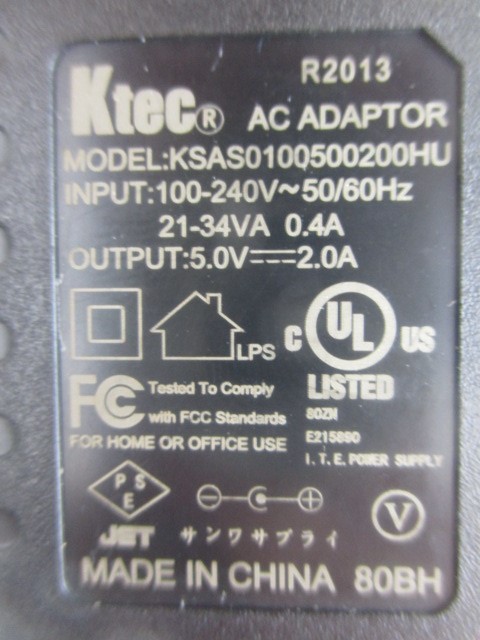 R2013
Ktec® AC ADAPTOR
MODEL:KSAS0100500200HU
INPUT:100-240V~50/60Hz
21-34VA 0.4A
OUTPUT:5.0V⎓2.0A
LPS
C UL US
LISTED
80ZM
E215890
I.T.E.POWER SUPPLY
FC Tested To Comply
with FCC Standards
FOR HOME OR OFFICE USE
P S
E
V
JET サンワサプライ
MADE IN CHINA 80BH